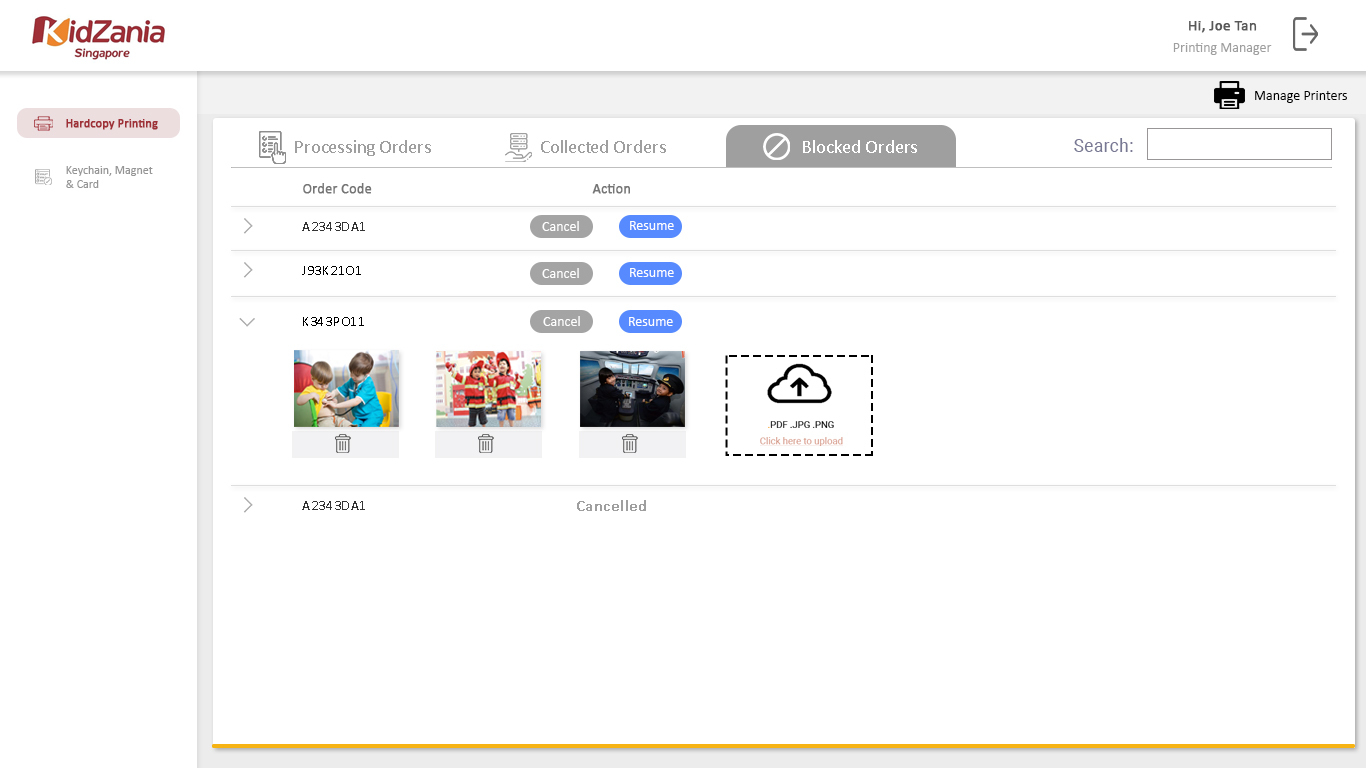 KidZania
Singapore
Hi, Joe Tan
Printing Manager
Manage Printers
Hardcopy Printing
Keychain, Magnet
& Card
Processing Orders
Collected Orders
Blocked Orders
Search:
Order Code
Action
A2343DA1
Cancel
Resume
J93K21O1
Cancel
Resume
K343PO11
Cancel
Resume
.PDF .JPG .PNG
Click here to upload
A2343DA1
Cancelled